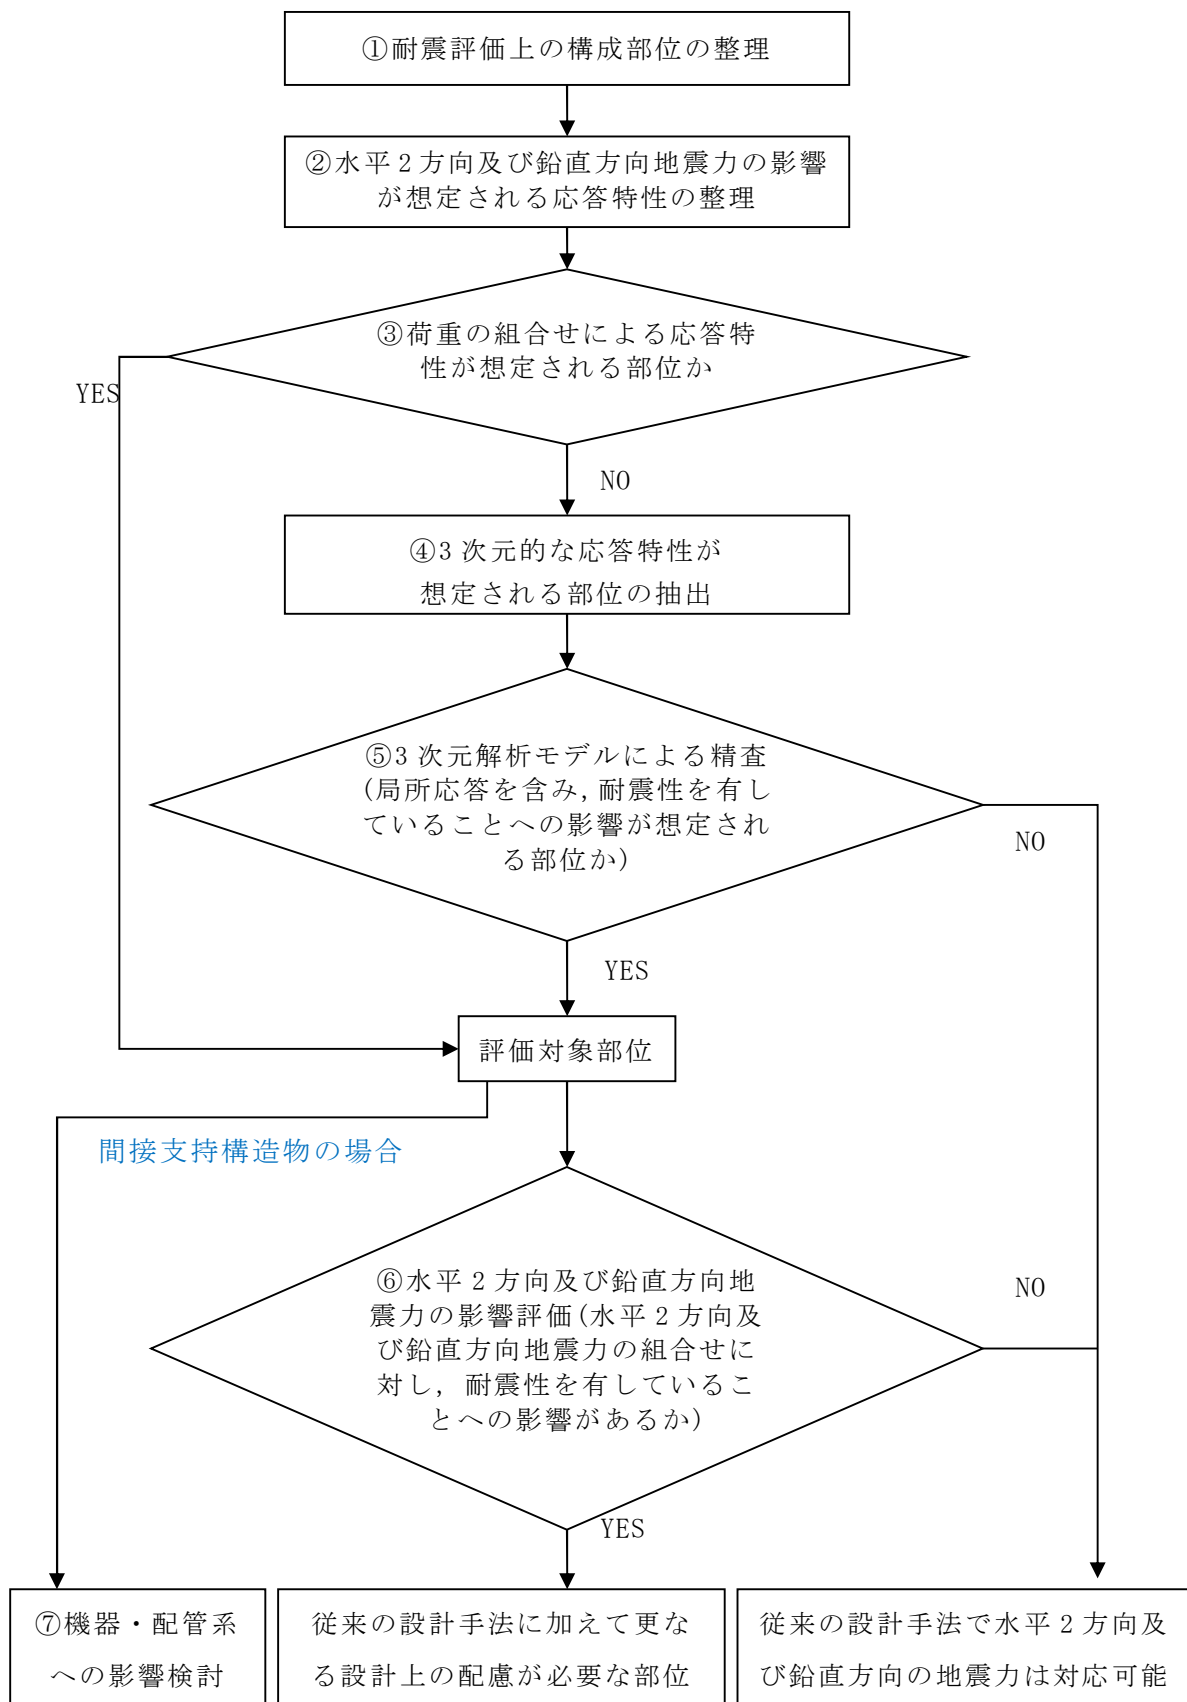 ①耐震評価上の構成部位の整理
②水平2方向及び鉛直方向地震力の影響
が想定される応答特性の整理
③荷重の組合せによる応答特
性が想定される部位か
YES
NO
④3次元的な応答特性が
想定される部位の抽出
⑤3次元解析モデルによる精査
(局所応答を含み,耐震性を有し
ていることへの影響が想定され
る部位か)
NO
YES
評価対象部位
間接支持構造物の場合
⑥水平2方向及び鉛直方向地
震力の影響評価(水平2方向及
び鉛直方向地震力の組合せに
対し,耐震性を有しているこ
とへの影響があるか)
NO
YES
⑦機器・配管系
への影響検討
従来の設計手法に加えて更な
る設計上の配慮が必要な部位
従来の設計手法で水平2方向及
び鉛直方向の地震力は対応可能